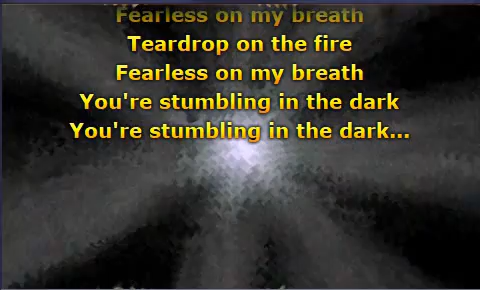 Fearless on my breath
Teardrop on the fire
Fearless on my breath
You're stumbling in the dark
You're stumbling in the dark...